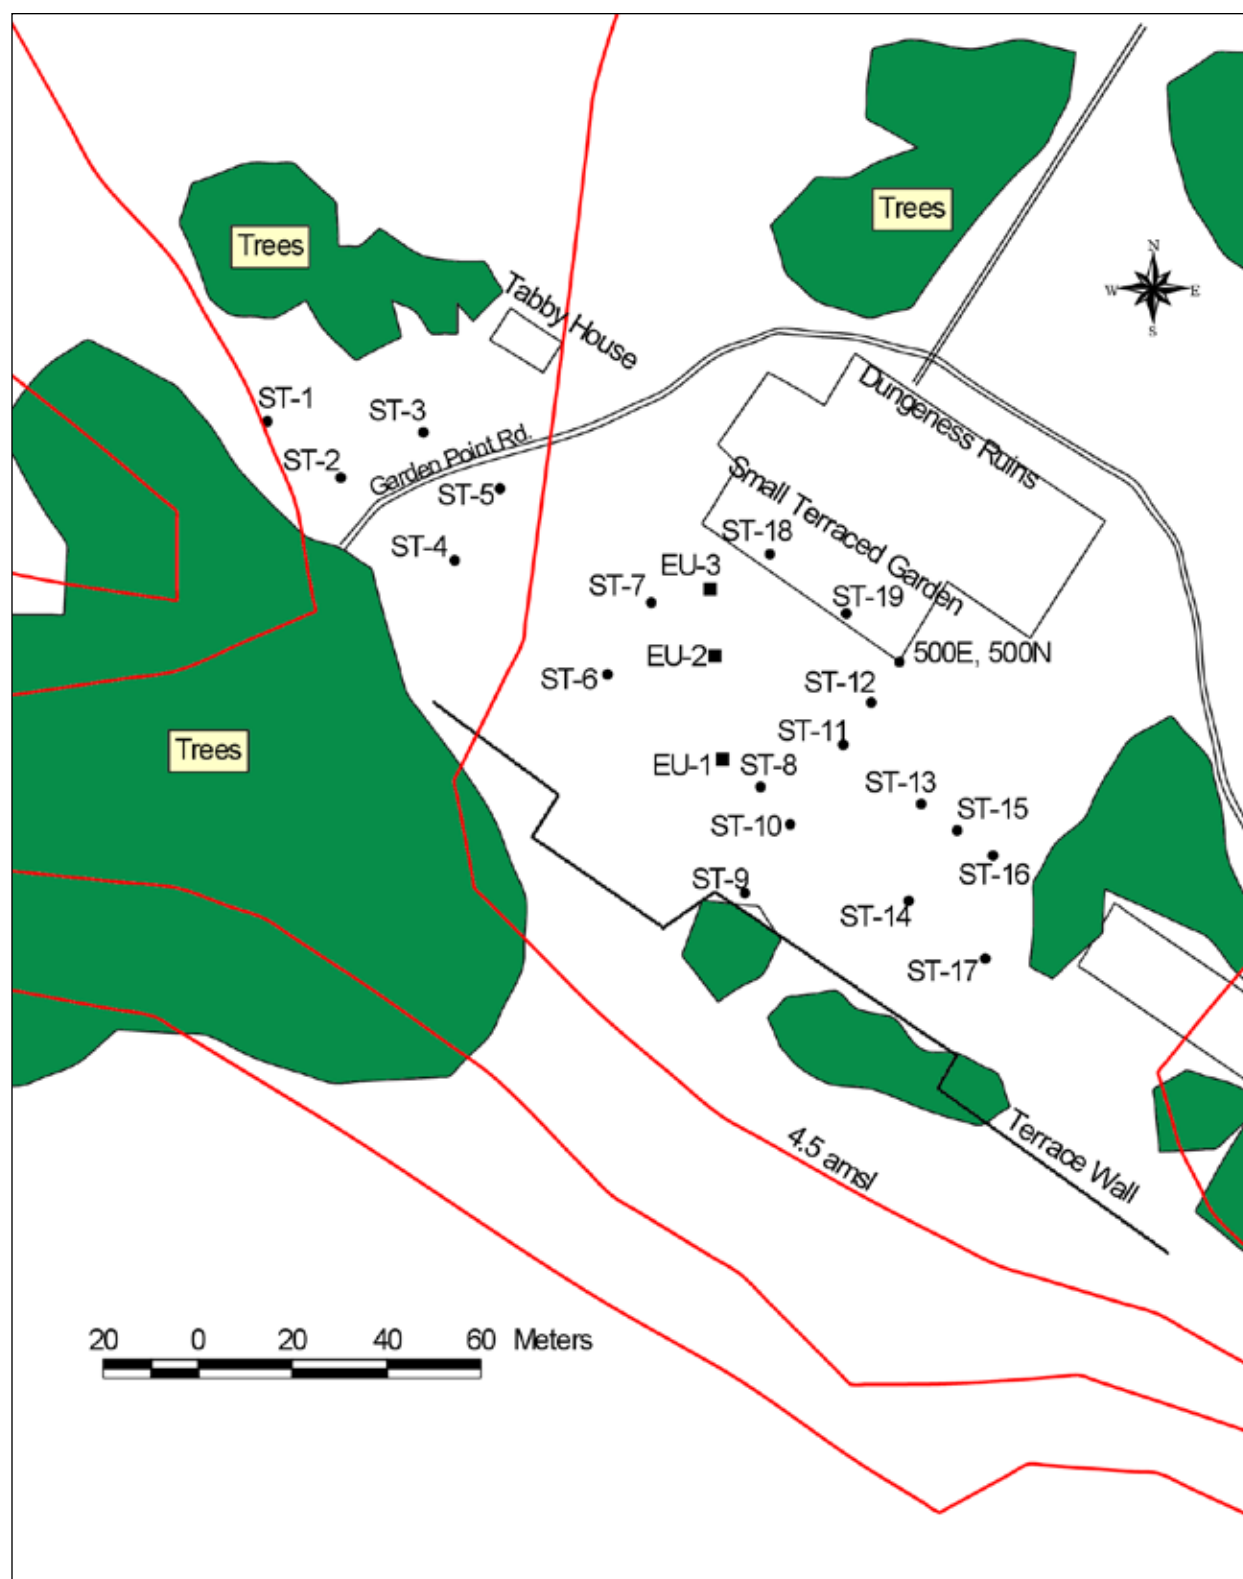 Trees
Trees
N
W
E
S
Tabby House
Dungeness Ruins
ST-1
ST-3
Garden Point Rd.
ST-2
Small Terraced Garden
ST-5
ST-18
ST-4
EU-3
ST-7
ST-19
EU-2
500E, 500N
ST-6
ST-12
ST-11
Trees
EU-1
ST-8
ST-13
ST-15
ST-10
ST-16
ST-9
ST-14
ST-17
4.5 amsl
Terrace Wall
20 0 20 40 60 Meters